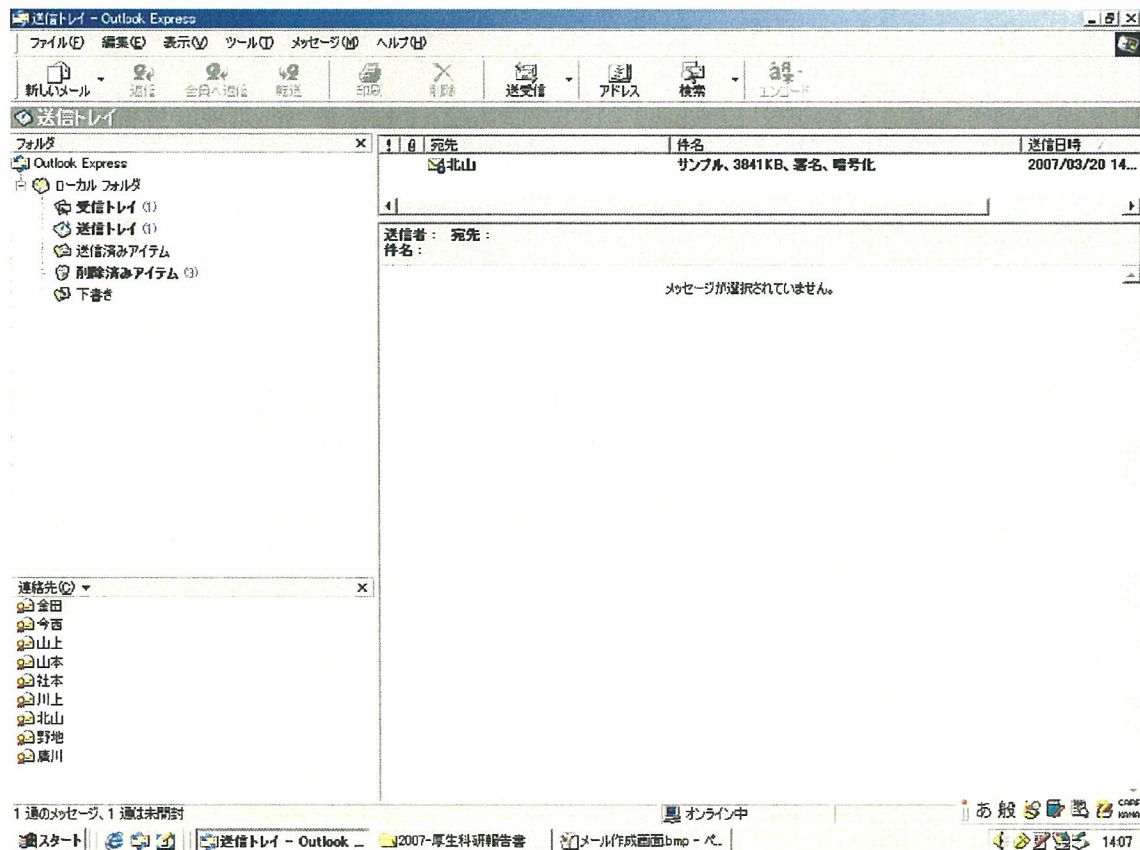 送信トレイ - Outlook Express
ファイル(F) 編集(E) 表示(V) ツール(T) メッセージ(M) ヘルプ(H)
新しいメール 返信 全員へ返信 転送 印刷 削除 送受信 アドレス 検索 エンコード
送信トレイ
フォルダ
Outlook Express
ローカル フォルダ
受信トレイ (1)
送信トレイ (1)
送信済みアイテム
削除済みアイテム (3)
下書き
! 宛先 件名 送信日時
北山 サンプル、3841KB、署名、暗号化 2007/03/20 14...
送信者: 宛先:
件名:
メッセージが選択されていません。
連絡先(C)
金田
今西
山上
山本
社本
川上
北山
野地
廣川
1 通のメッセージ、1 通は未開封 オンライン中
あ 般 CAPS KANA
スタート 送信トレイ - Outlook ... 2007-厚生科研報告書 メール作成画面bmp - ペ... 14:07